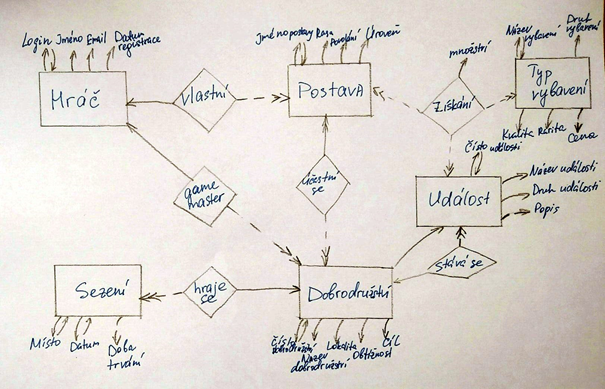 Login Jméno Email Datum
registrace
Jméno postavy Rasa Povolání Úroveň
množství
Název
vybavení
Druh
vybavení
Hráč
vlastní
Postava
Získání
Typ
vybavení
Kvalita Rarita Cena
Číslo
události
game
master
účastní
se
Událost
Název události
Druh události
Popis
stává se
Sezení
hraje
se
Dobrodružství
Místo Datum Doba
trvání
Číslo
dobrodružství
Název
dobrodružství
Lokalita
Obtížnost
Cíl